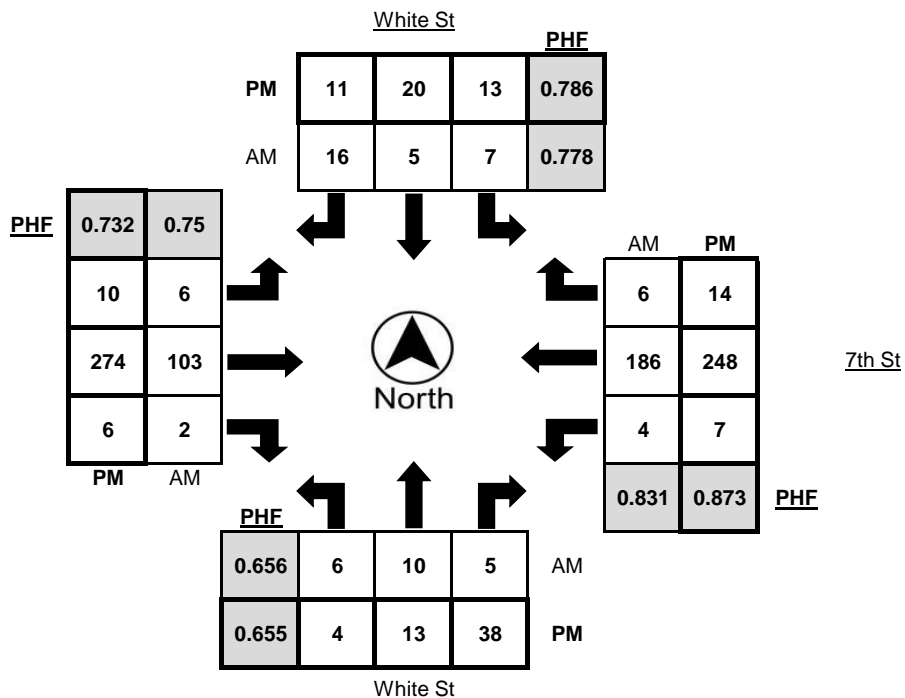 White St
PHF
PM 11 20 13 0.786
AM 16 5 7 0.778
PHF 0.732 0.75
10 6
274 103
6 2
PM AM
North
AM PM
6 14
186 248
4 7
0.831 0.873 PHF
7th St
PHF
0.656 6 10 5 AM
0.655 4 13 38 PM
White St